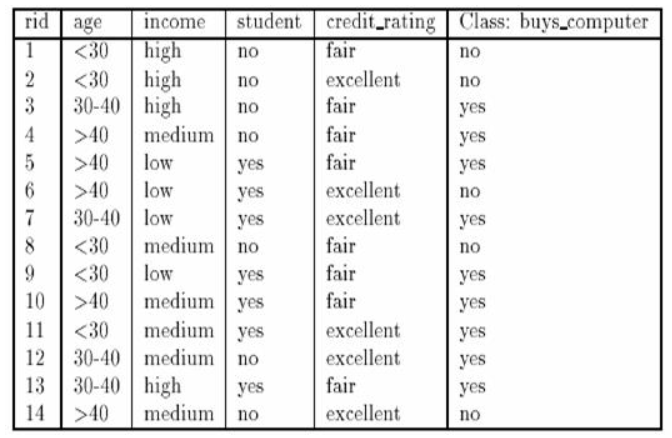 rid age income student credit_rating Class: buys_computer
1 <30 high no fair no
2 <30 high no excellent no
3 30-40 high no fair yes
4 >40 medium no fair yes
5 >40 low yes fair yes
6 >40 low yes excellent no
7 30-40 low yes excellent yes
8 <30 medium no fair no
9 <30 low yes fair yes
10 >40 medium yes fair yes
11 <30 medium yes excellent yes
12 30-40 medium no excellent yes
13 30-40 high yes fair yes
14 >40 medium no excellent no